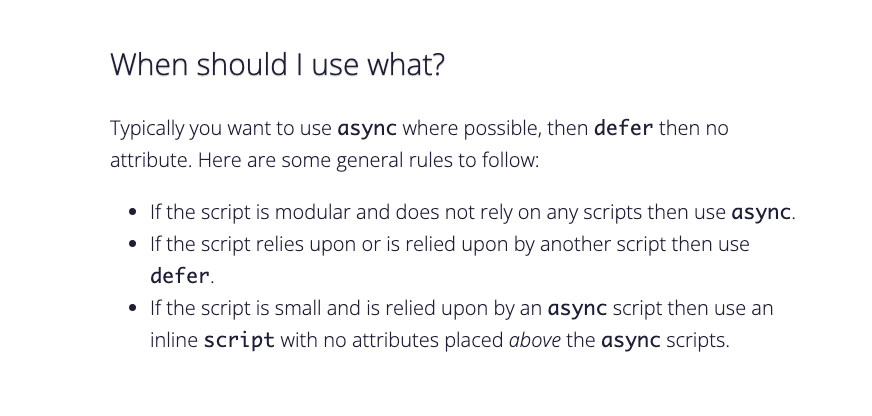 When should I use what?
Typically you want to use async where possible, then defer then no
attribute. Here are some general rules to follow:
• If the script is modular and does not rely on any scripts then use async.
• If the script relies upon or is relied upon by another script then use
defer.
• If the script is small and is relied upon by an async script then use an
inline script with no attributes placed above the async scripts.